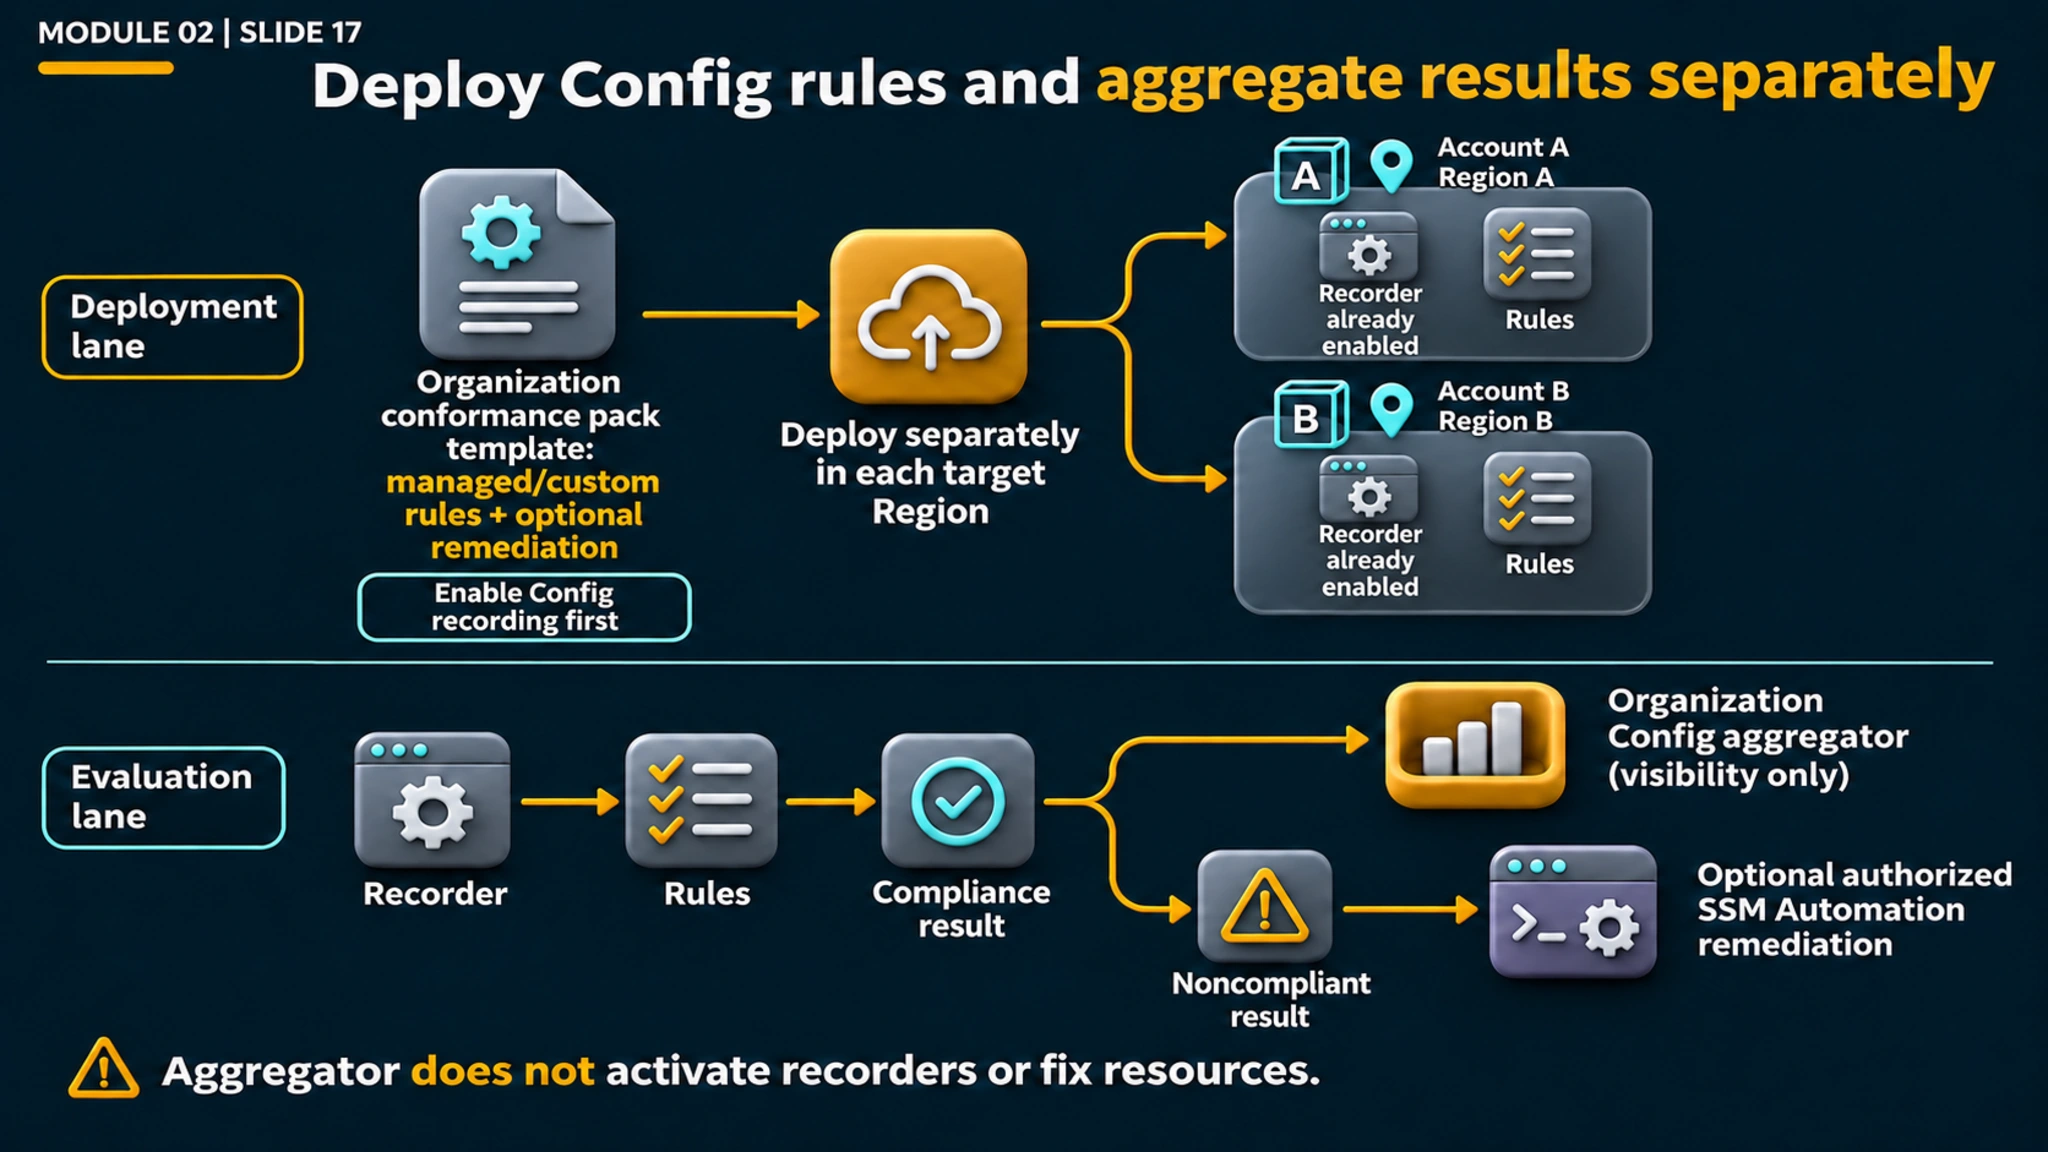 MODULE 02 | SLIDE 17
Deploy Config rules and aggregate results separately
Deployment
lane
Organization
conformance pack
template:
managed/custom
rules + optional
remediation
Enable Config
recording first
Deploy separately
in each target
Region
A
Account A
Region A
Recorder
already
enabled
Rules
B
Account B
Region B
Recorder
already
enabled
Rules
Evaluation
lane
Recorder
Rules
Compliance
result
Organization
Config aggregator
(visibility only)
Noncompliant
result
Optional authorized
SSM Automation
remediation
Aggregator does not activate recorders or fix resources.